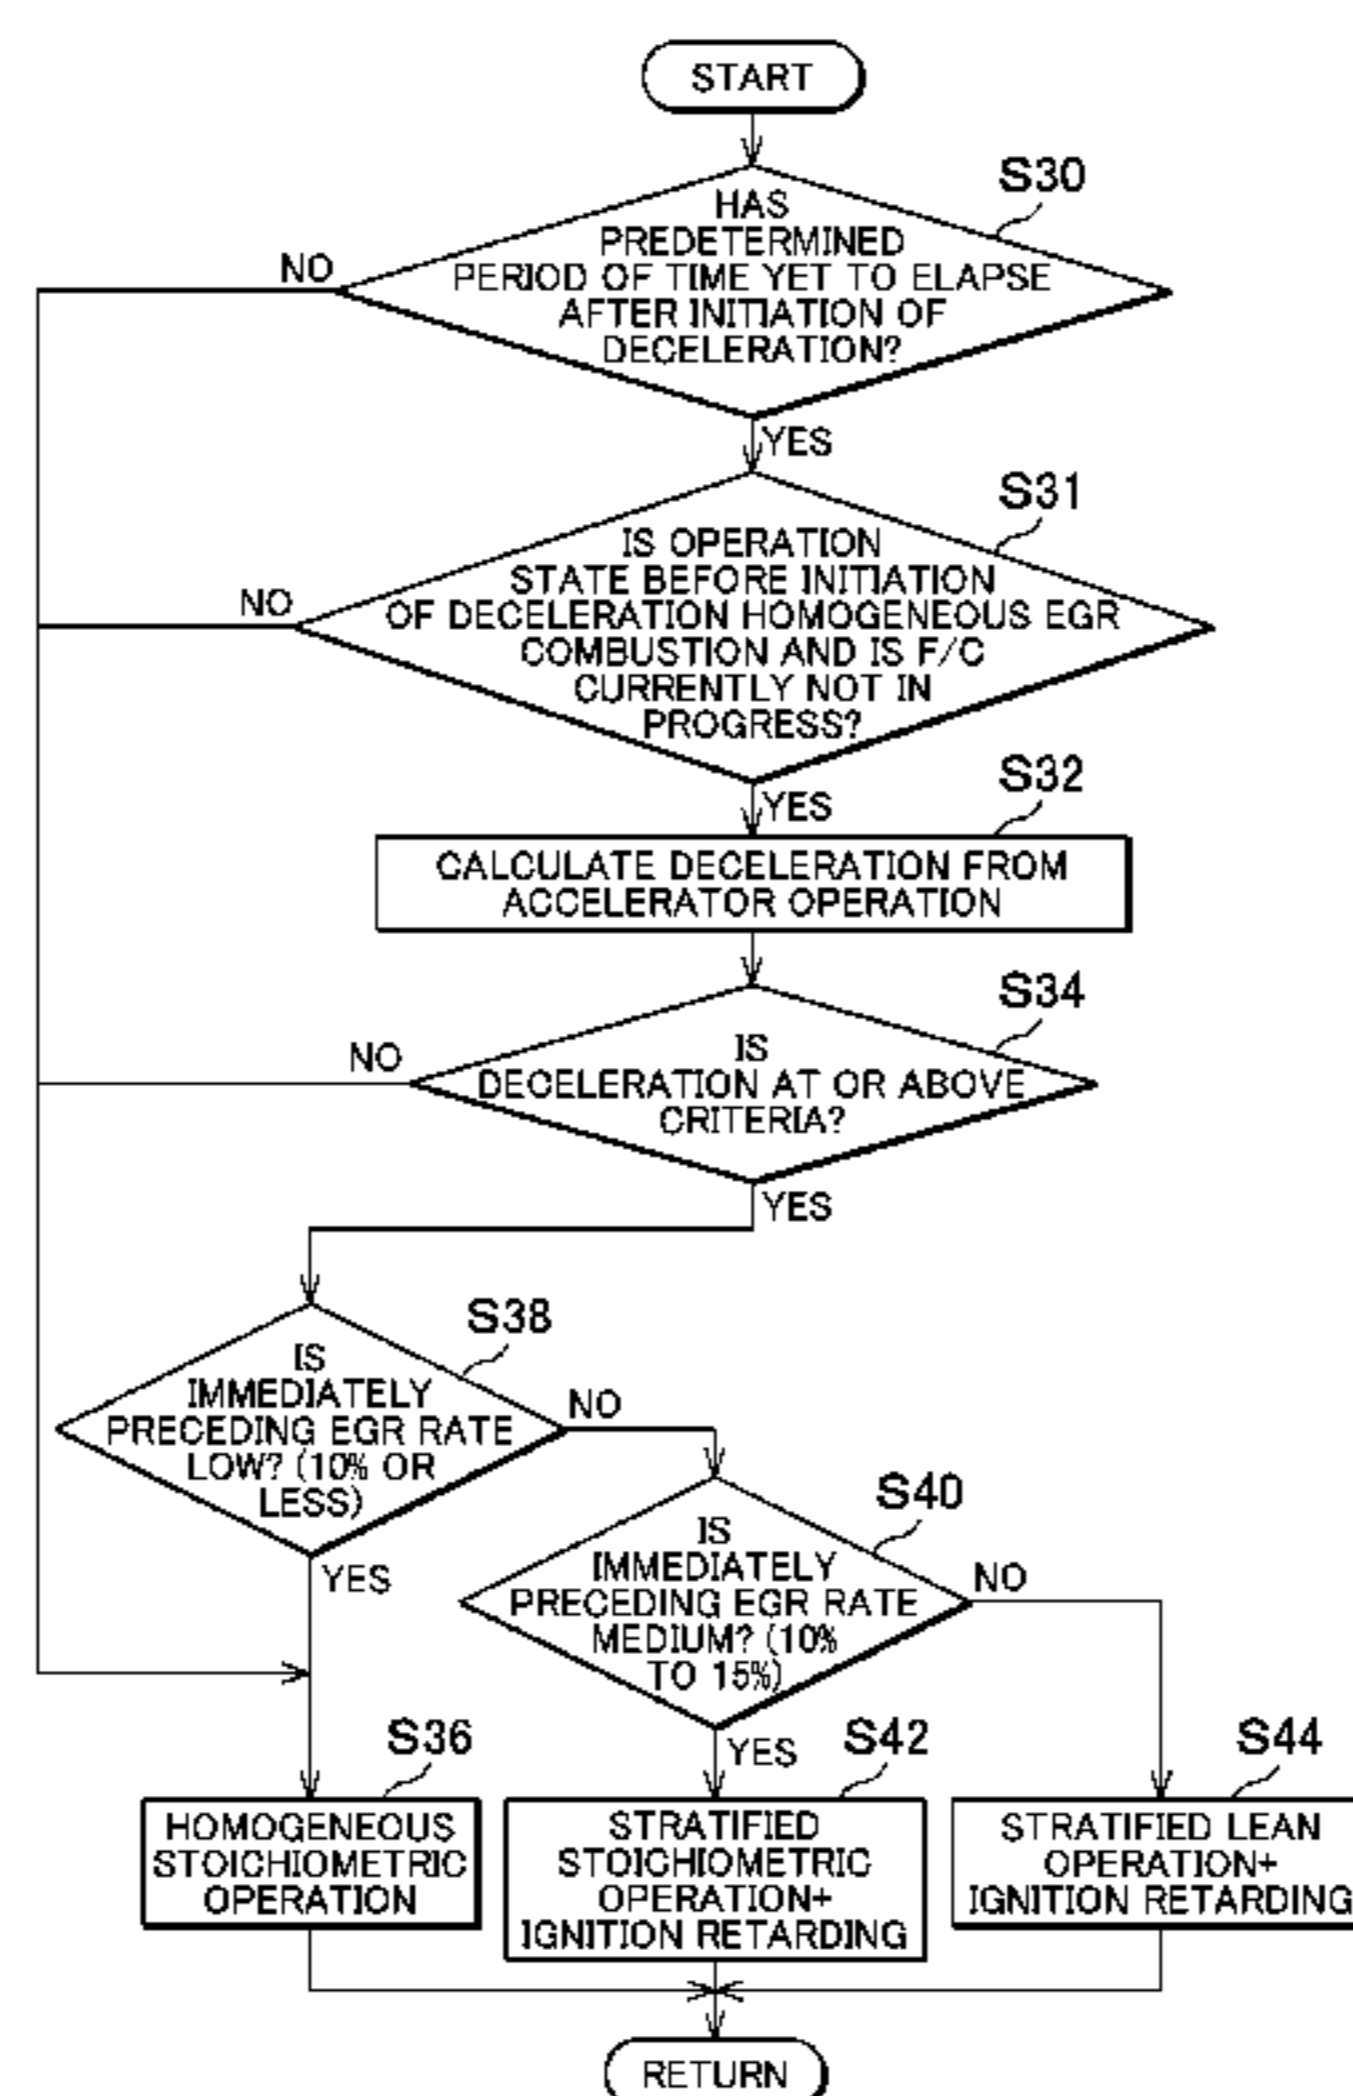 START
S30
HAS
PREDETERMINED
PERIOD OF TIME YET TO ELAPSE
AFTER INITIATION OF
DECELERATION?
NO
YES
S31
IS OPERATION
STATE BEFORE INITIATION
OF DECELERATION HOMOGENEOUS EGR
COMBUSTION AND IS F/C
CURRENTLY NOT IN
PROGRESS?
NO
YES
S32
CALCULATE DECELERATION FROM
ACCELERATOR OPERATION
S34
IS
DECELERATION AT OR ABOVE
CRITERIA?
NO
YES
S38
IS
IMMEDIATELY
PRECEDING EGR RATE
LOW? (10% OR
LESS)
NO
YES
S40
IS
IMMEDIATELY
PRECEDING EGR RATE
MEDIUM? (10%
TO 15%)
NO
YES
S36
HOMOGENEOUS
STOICHIOMETRIC
OPERATION
S42
STRATIFIED
STOICHIOMETRIC
OPERATION+
IGNITION RETARDING
S44
STRATIFIED LEAN
OPERATION+
IGNITION RETARDING
RETURN